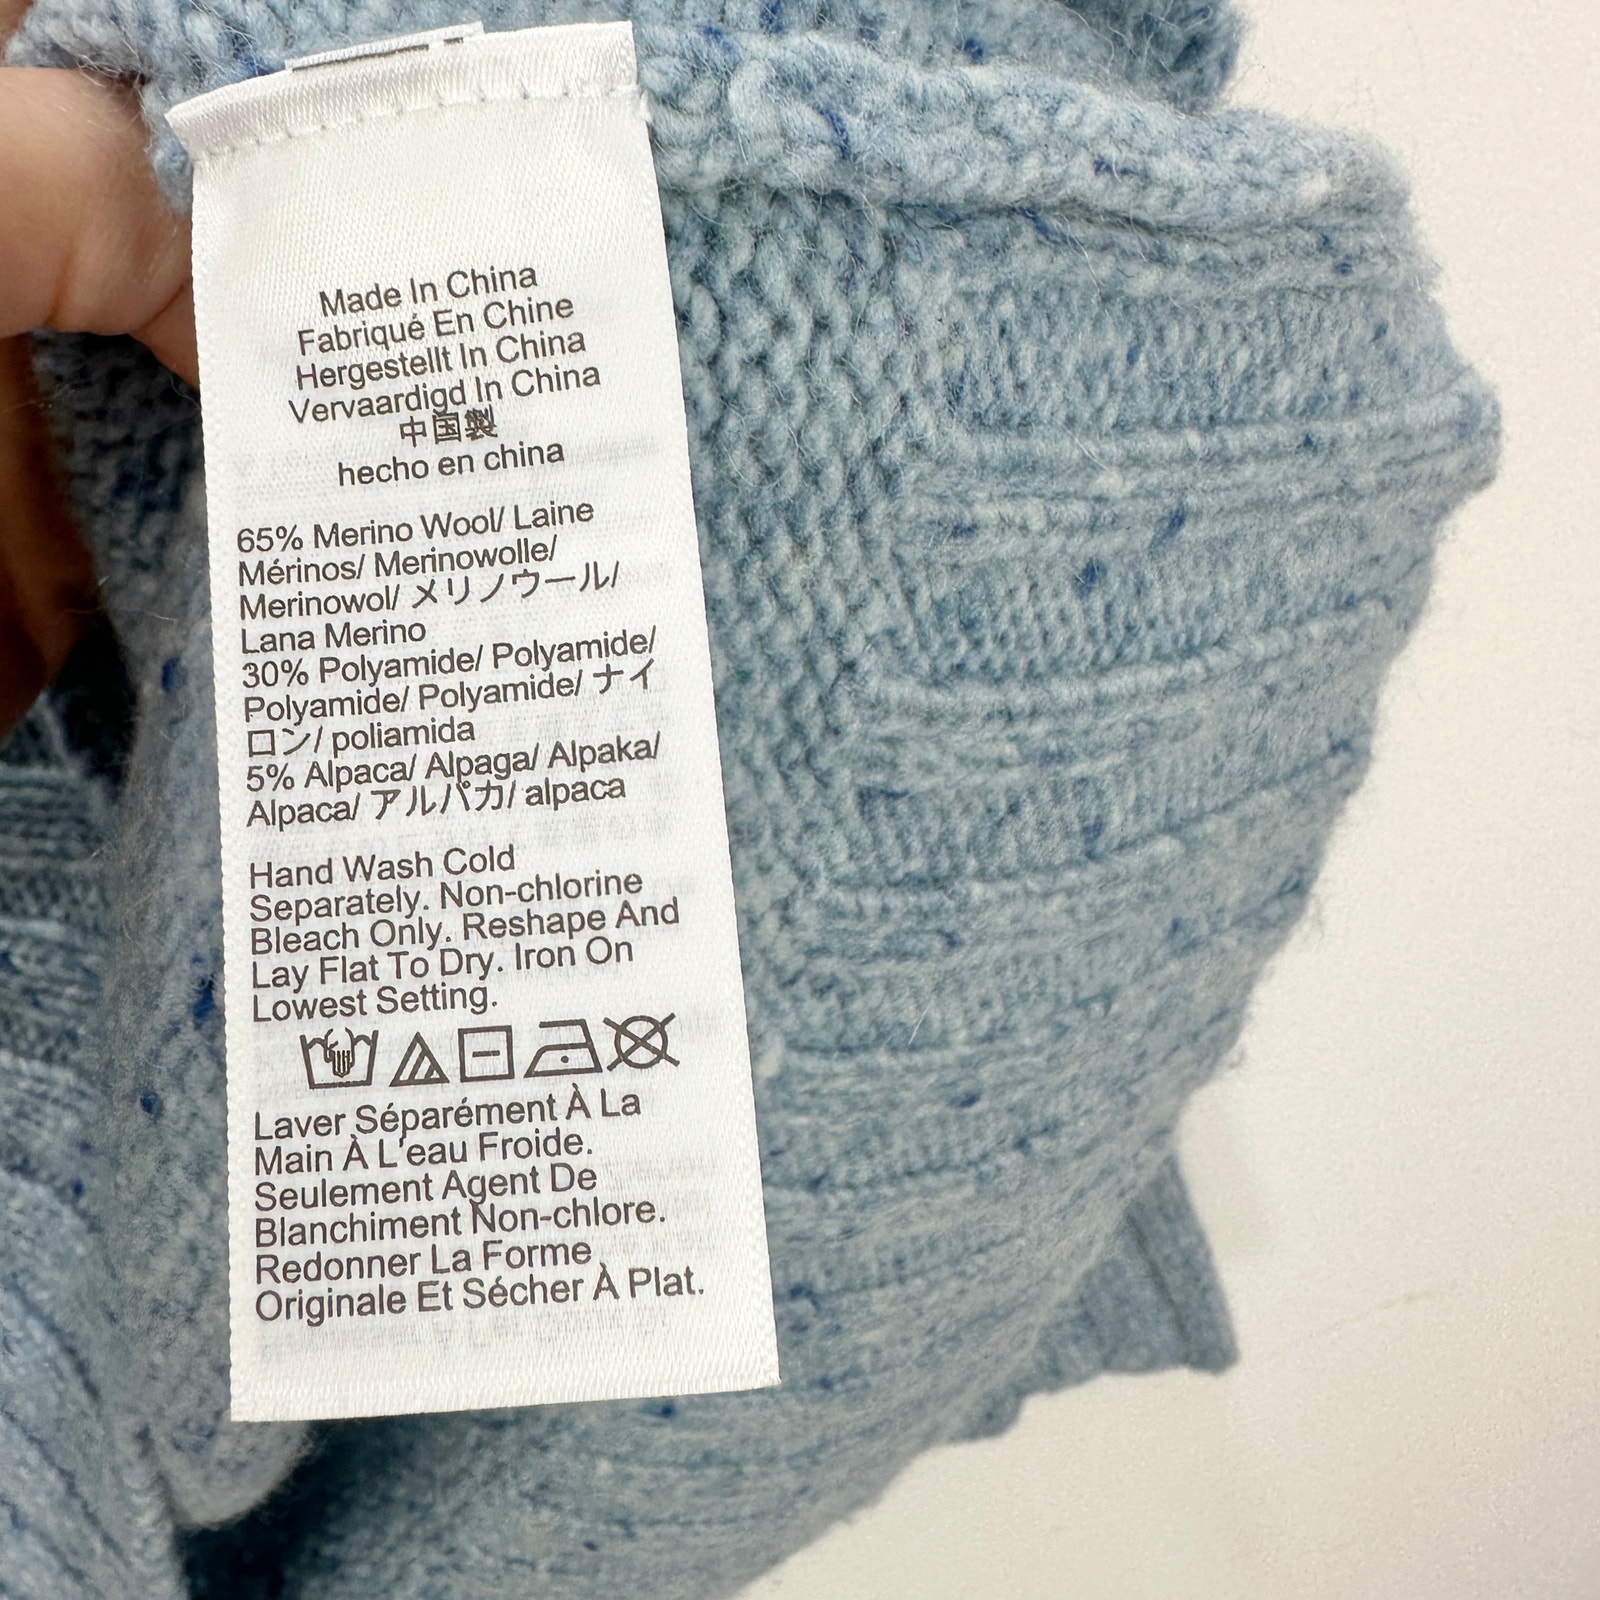 Made In China
Fabriqué En Chine
Hergestellt In China
Vervaardigd In China
中国製
hecho en china
65% Merino Wool/ Laine
Mérinos/ Merinowolle/
Merinowol/ メリノウール/
Lana Merino
30% Polyamide/ Polyamide/
Polyamide/ Polyamide/ ナイ
ロン/ poliamida
5% Alpaca/ Alpaga/ Alpaka/
Alpaca/ アルパカ/ alpaca
Hand Wash Cold
Separately. Non-chlorine
Bleach Only. Reshape And
Lay Flat To Dry. Iron On
Lowest Setting.
Laver Séparément À La
Main À L'eau Froide.
Seulement Agent De
Blanchiment Non-chlore.
Redonner La Forme
Originale Et Sécher À Plat.